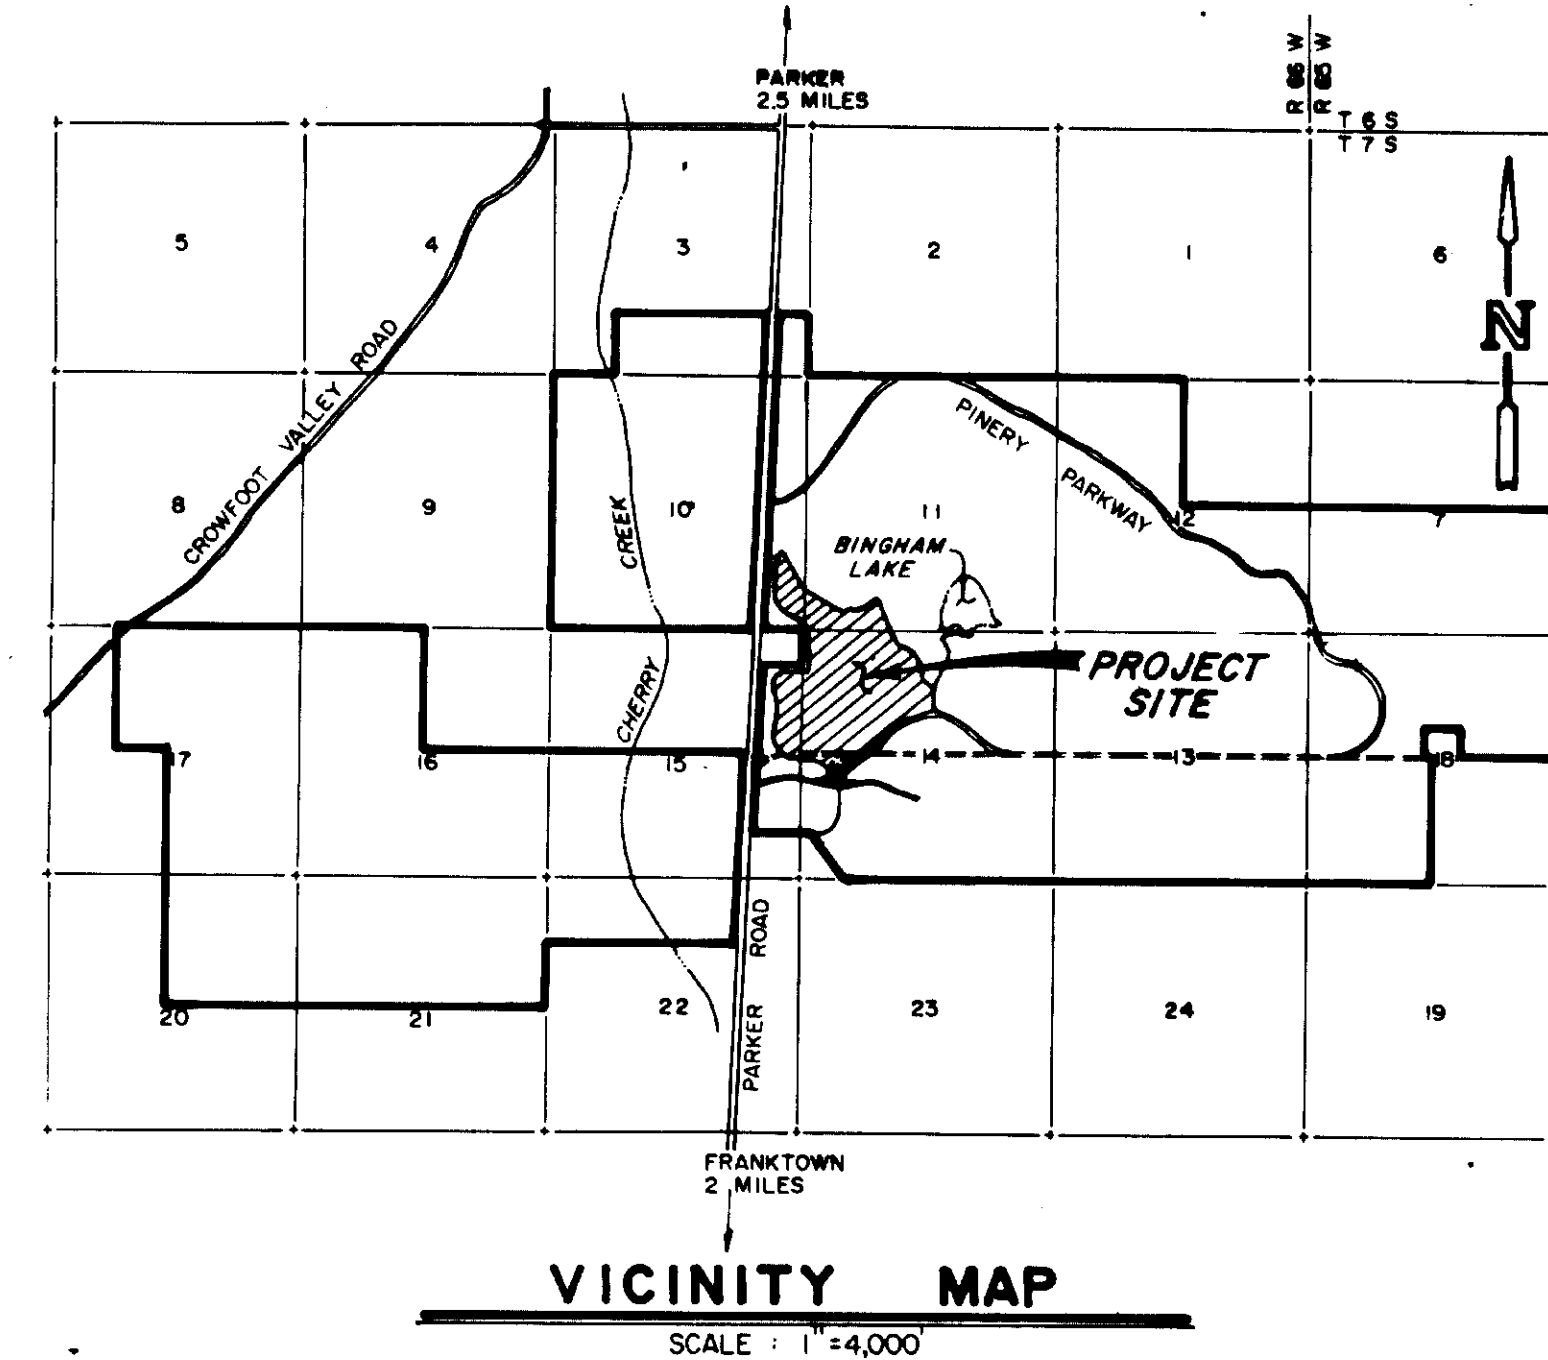 R 66 W
R 65 W
PARKER
2.5 MILES
T 6 S
T 7 S
5
4
3
2
1
6
N
CROWFOOT VALLEY ROAD
PINERY PARKWAY
8
9
10
11
12
7
CREEK
BINGHAM
LAKE
CHERRY
PROJECT
SITE
17
16
15
14
13
18
PARKER ROAD
20
21
22
23
24
19
FRANKTOWN
2 MILES
VICINITY MAP
SCALE : 1" = 4,000'